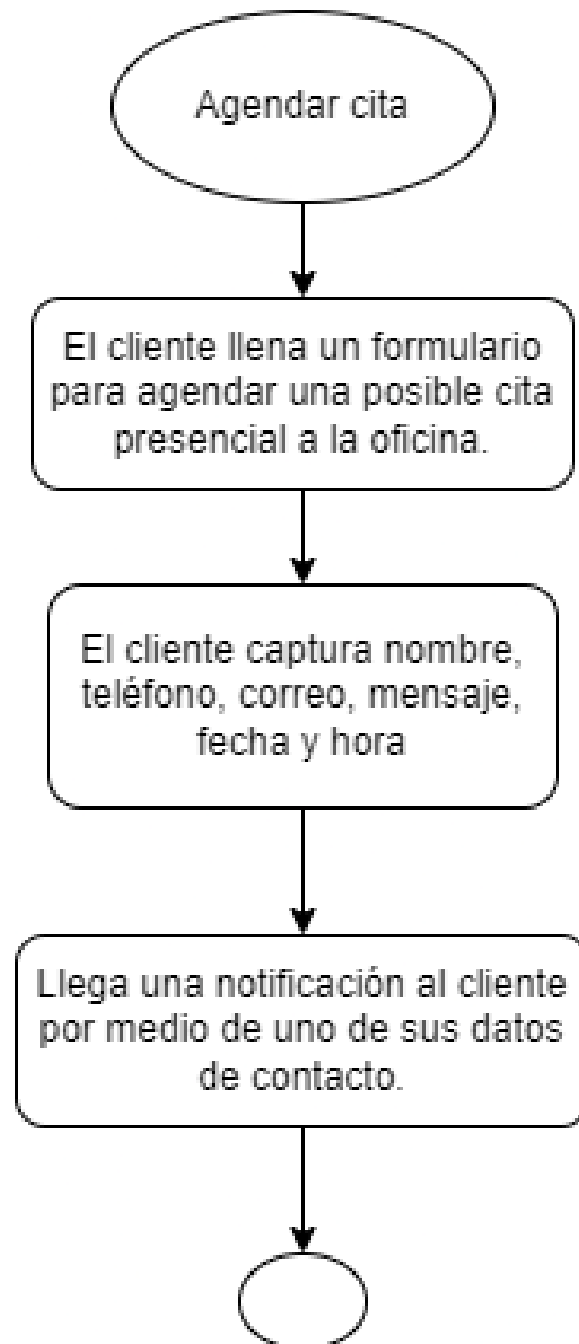 Agendar cita
El cliente llena un formulario
para agendar una posible cita
presencial a la oficina.
El cliente captura nombre,
teléfono, correo, mensaje,
fecha y hora
Llega una notificación al cliente
por medio de uno de sus datos
de contacto.